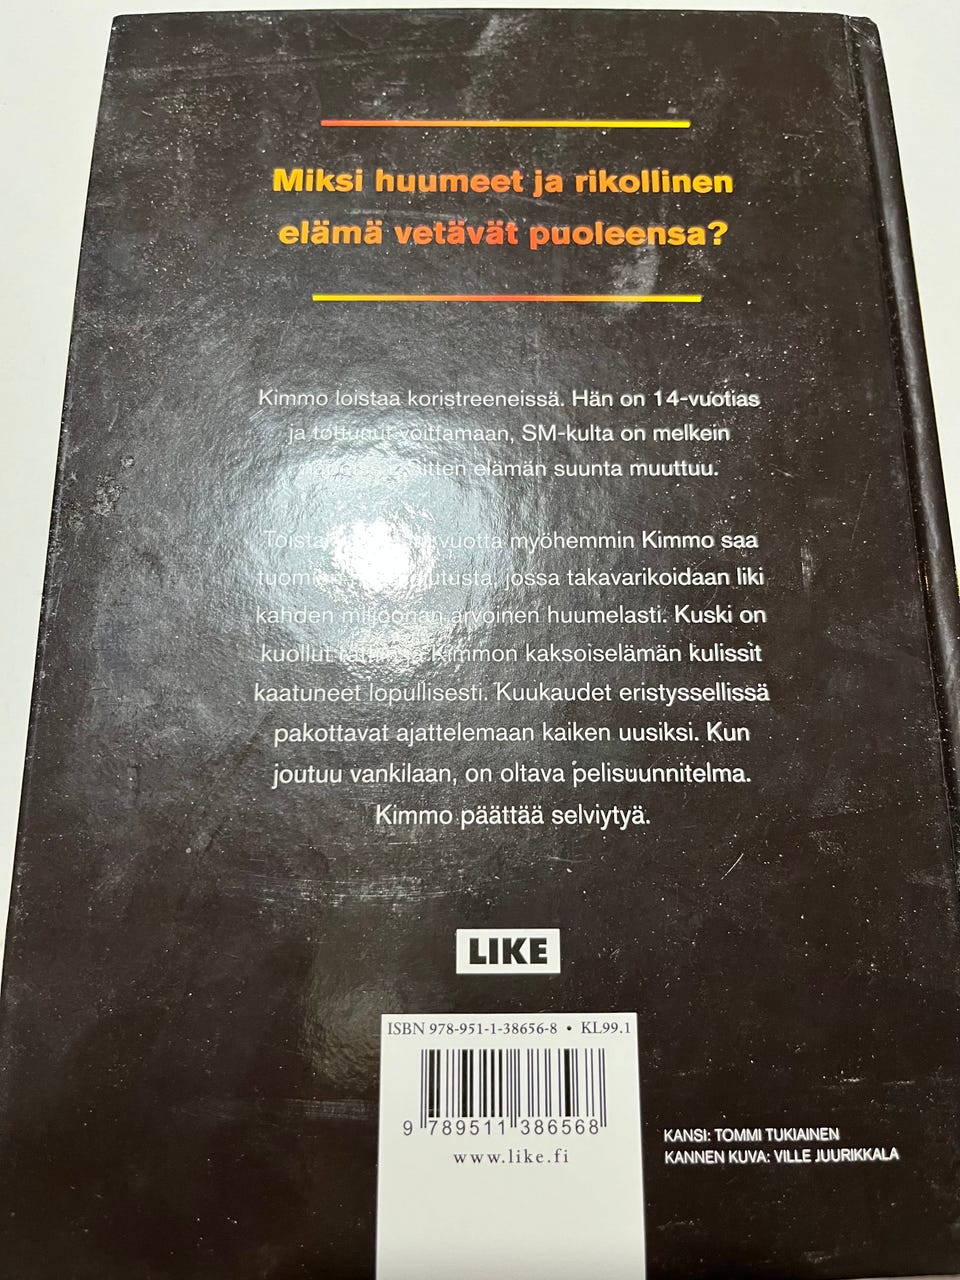 Miksi huumeet ja rikollinen
elämä vetävät puoleensa?
Kimmo loistaa koristreeneissä. Hän on 14-vuotias
ja tottunut voittamaan, SM-kulta on melkein
sitten elämän suunta muuttuu.
vuotta myöhemmin Kimmo saa
jossa takavarikoidaan liki
kahden miljoonan arvoinen huumelasti. Kuski on
kuollut Kimmon kaksoiselämän kulissit
kaatuneet lopullisesti. Kuukaudet eristyssellissä
pakottavat ajattelemaan kaiken uusiksi. Kun
joutuu vankilaan, on oltava pelisuunnitelma.
Kimmo päättää selviytyä.
LIKE
ISBN 978-951-1-38656-8 • KL99.1
9 789511 386568
www.like.fi
KANSI: TOMMI TUKIAINEN
KANNEN KUVA: VILLE JUURIKKALA